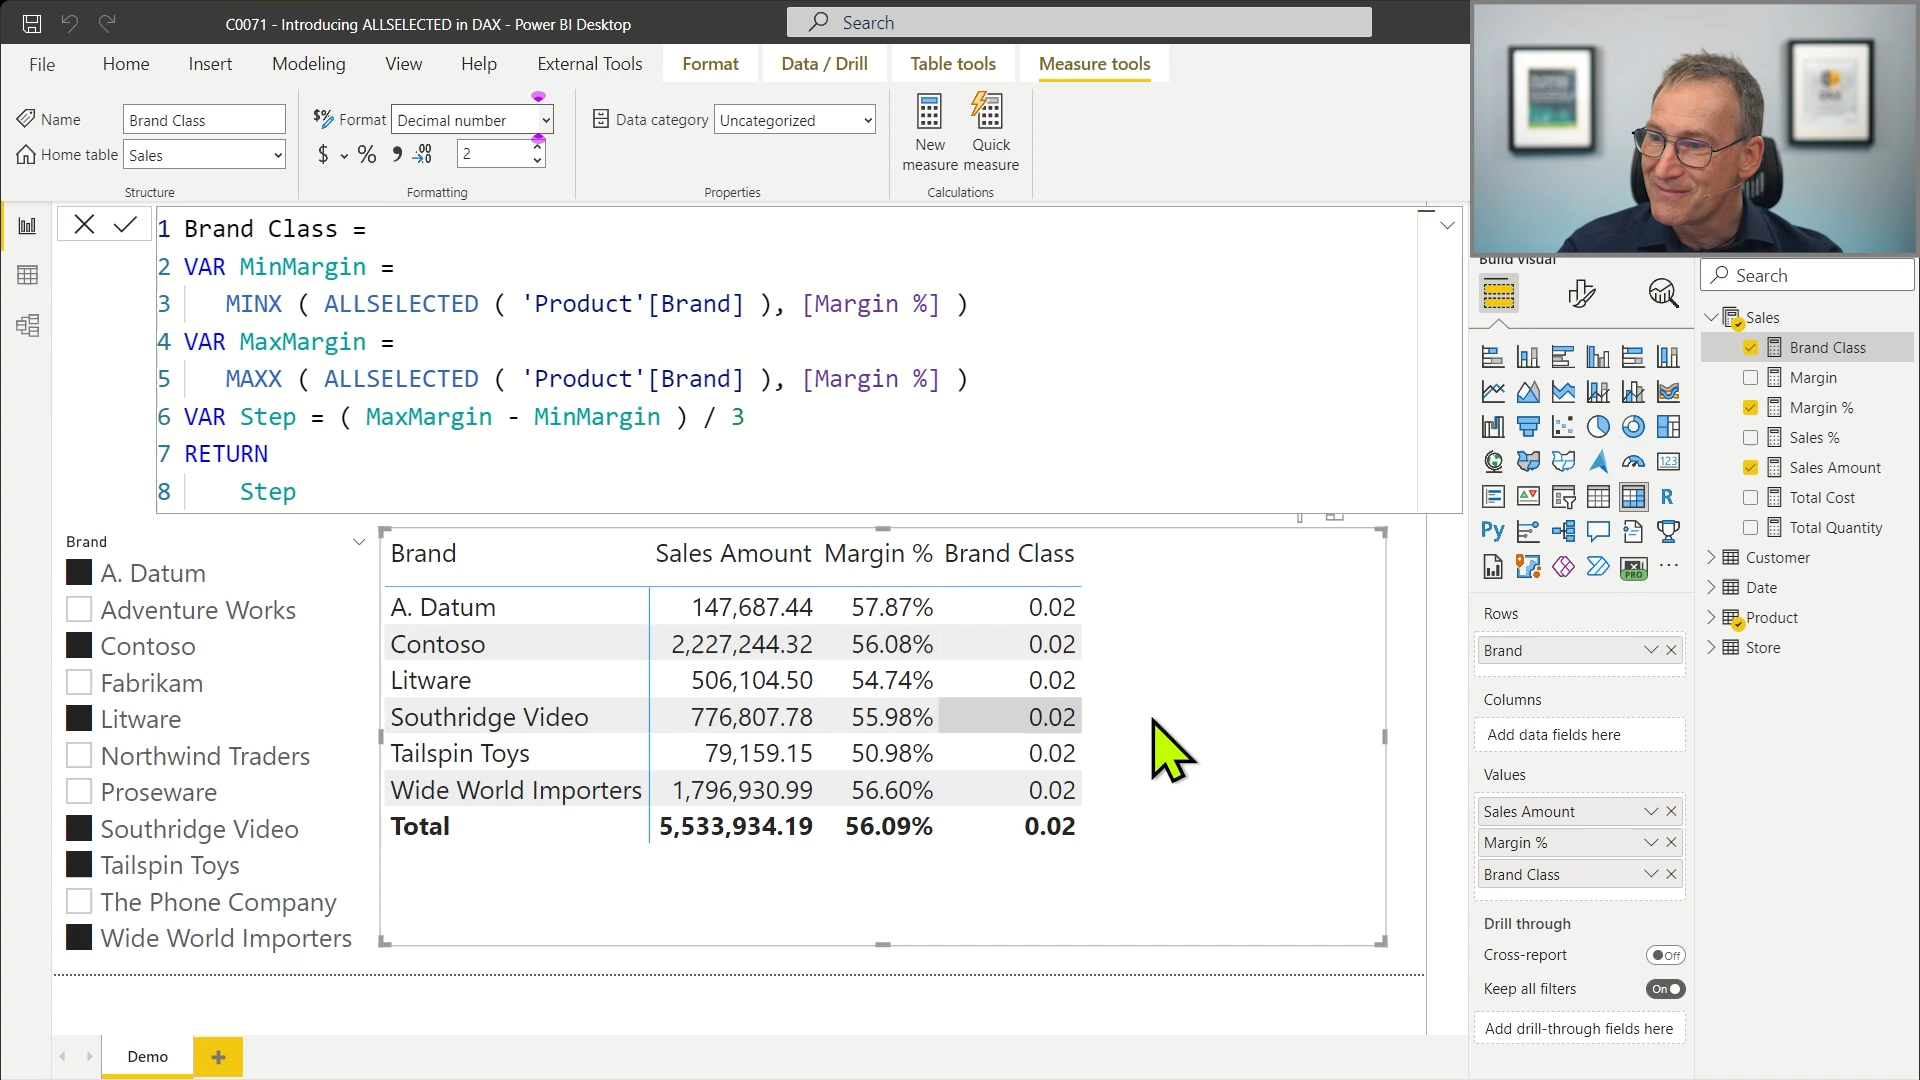 C0071 - Introducing ALLSELECTED in DAX - Power BI Desktop
Search
File
Home
Insert
Modeling
View
Help
External Tools
Format
Data / Drill
Table tools
Measure tools
Name
Brand Class
Home table
Sales
Structure
Format
Decimal number
$ % , .00
2
Formatting
Data category
Uncategorized
Properties
New measure
Quick measure
Calculations
1 Brand Class =
2 VAR MinMargin =
3 MINX ( ALLSELECTED ( 'Product'[Brand] ), [Margin %] )
4 VAR MaxMargin =
5 MAXX ( ALLSELECTED ( 'Product'[Brand] ), [Margin %] )
6 VAR Step = ( MaxMargin - MinMargin ) / 3
7 RETURN
8 Step
Brand
A. Datum
Adventure Works
Contoso
Fabrikam
Litware
Northwind Traders
Proseware
Southridge Video
Tailspin Toys
The Phone Company
Wide World Importers
Brand Sales Amount Margin % Brand Class
A. Datum 147,687.44 57.87% 0.02
Contoso 2,227,244.32 56.08% 0.02
Litware 506,104.50 54.74% 0.02
Southridge Video 776,807.78 55.98% 0.02
Tailspin Toys 79,159.15 50.98% 0.02
Wide World Importers 1,796,930.99 56.60% 0.02
Total 5,533,934.19 56.09% 0.02
Demo
+
Build visual
123
R
Py
PRO
Rows
Brand
Columns
Add data fields here
Values
Sales Amount
Margin %
Brand Class
Drill through
Cross-report
Off
Keep all filters
On
Add drill-through fields here
Search
Sales
Brand Class
Margin
Margin %
Sales %
Sales Amount
Total Cost
Total Quantity
Customer
Date
Product
Store